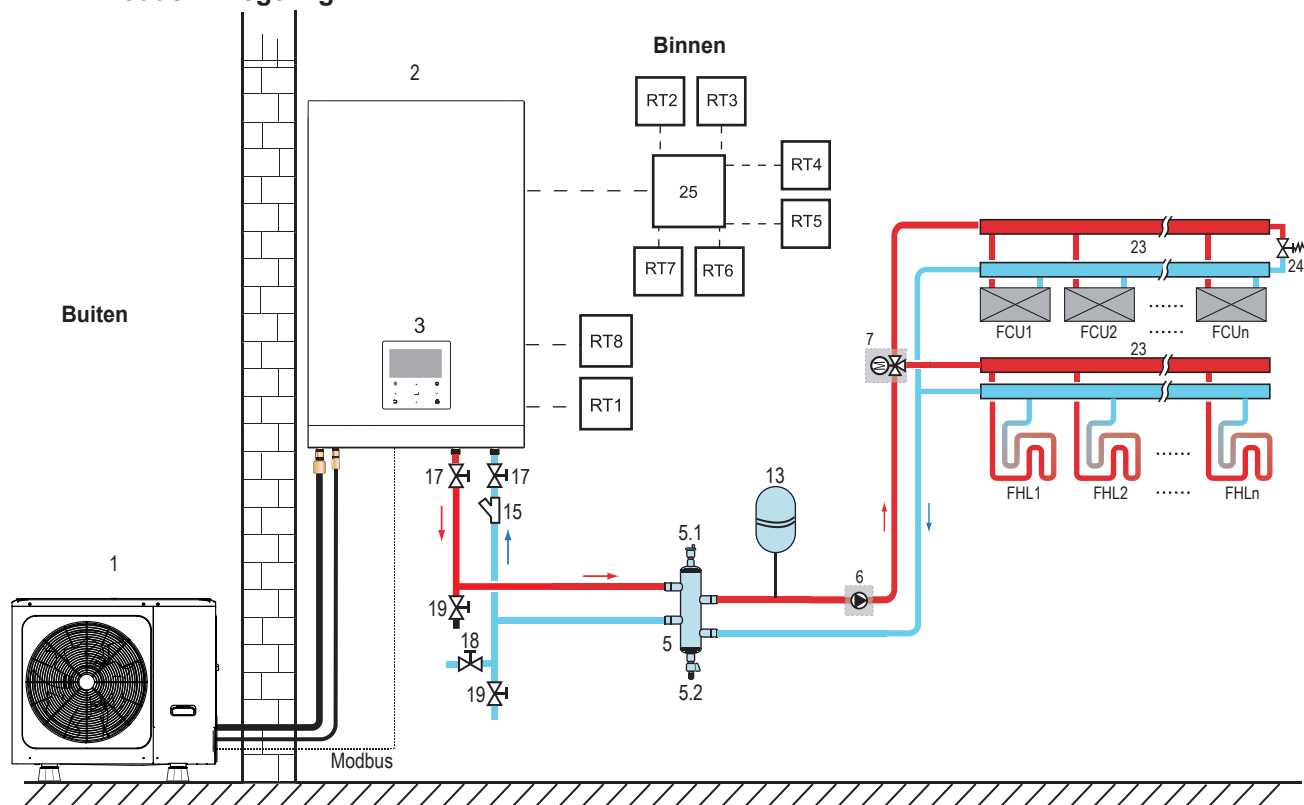 Binnen
2
RT2
RT3
RT4
25
RT5
RT7
RT6
23
24
Buiten
FCU1
FCU2
......
......
FCUn
3
RT8
7
23
RT1
17
17
13
......
15
FHL1
FHL2
......
FHLn
5.1
1
6
19
18
5
19
5.2
Modbus